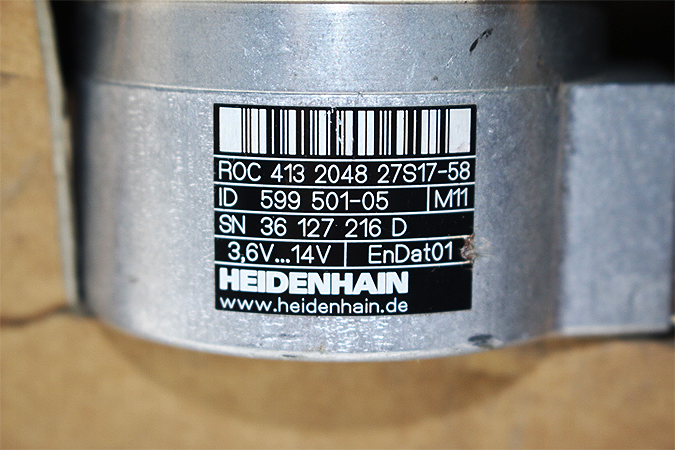 ROC 413 2048 27S17-58
ID 599 501-05 M11
SN 36 127 216 D
3,6V...14V EnDat01
HEIDENHAIN
www.heidenhain.de